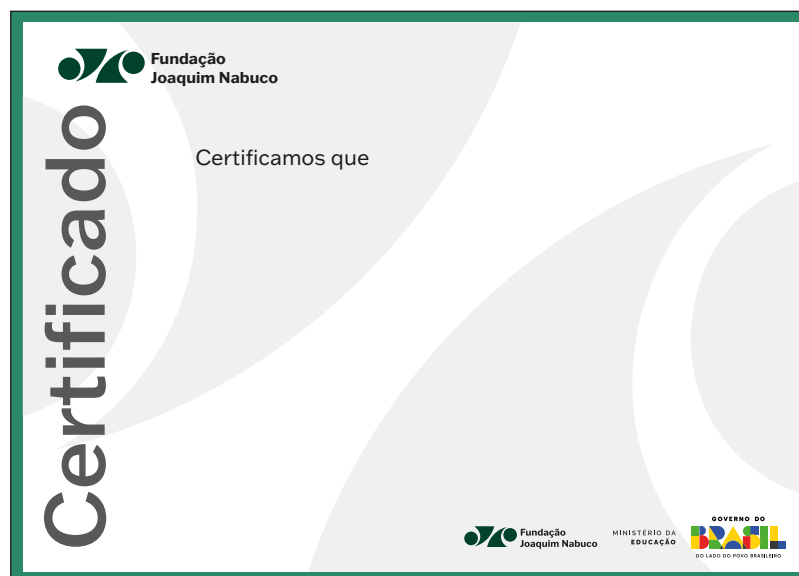 Fundação
Joaquim Nabuco
Certificado
Certificamos que
Fundação
Joaquim Nabuco
MINISTÉRIO DA
EDUCAÇÃO
GOVERNO DO
BRASIL
DO LADO DO POVO BRASILEIRO